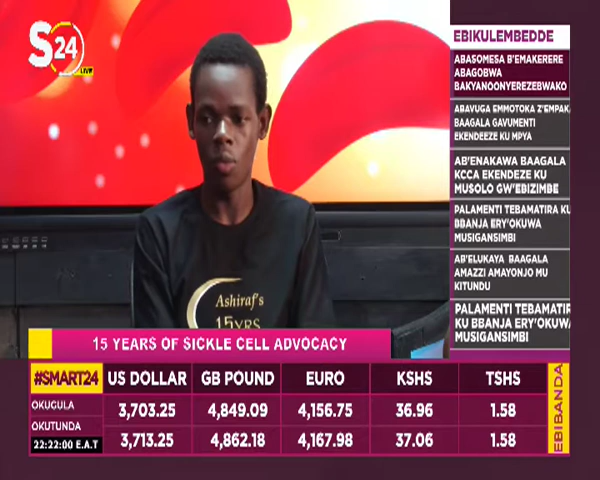 S24
LIVE
EBIKULEMBEDDE
ABASOMESA B'EMAKERERE
ABAGOBWA
BAKYANOONYEREZEBWAKO
ABAVUGA EMMOTOKA Z'EMPAK
BAAGALA GAVUMENTI
EKENDEEZE KU MPYA
AB'ENAKAWA BAAGALA
KCCA EKENDEZE KU
MUSOLO GW'EBIZIMBE
PALAMENTI TEBAMATIRA KU
BBANJA ERY'OKUWA
MUSIGANSIMBI
AB'ELUKAYA BAAGALA
AMAZZI AMAYONJO MU
KITUNDU
PALAMENTI TEBAMATIR
KU BBANJA ERY'OKUWA
MUSIGANSIMBI
Ashiraf's
15YRS
15 YEARS OF SICKLE CELL ADVOCACY
#SMART24 US DOLLAR GB POUND EURO KSHS TSHS
OKUGULA 3,703.25 4,849.09 4,156.75 36.96 1.58
OKUTUNDA 3,713.25 4,862.18 4,167.98 37.06 1.58
22:22:00 E.A.T
EBIBANDA